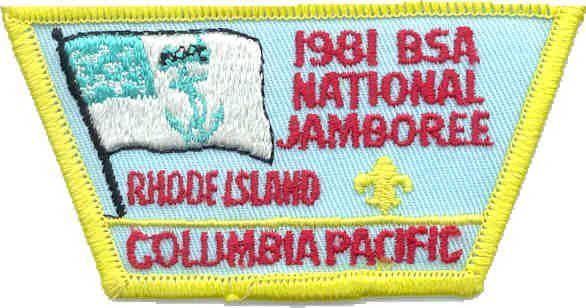 1981 BSA
NATIONAL
JAMBOREE
RHODE ISLAND
COLUMBIA PACIFIC